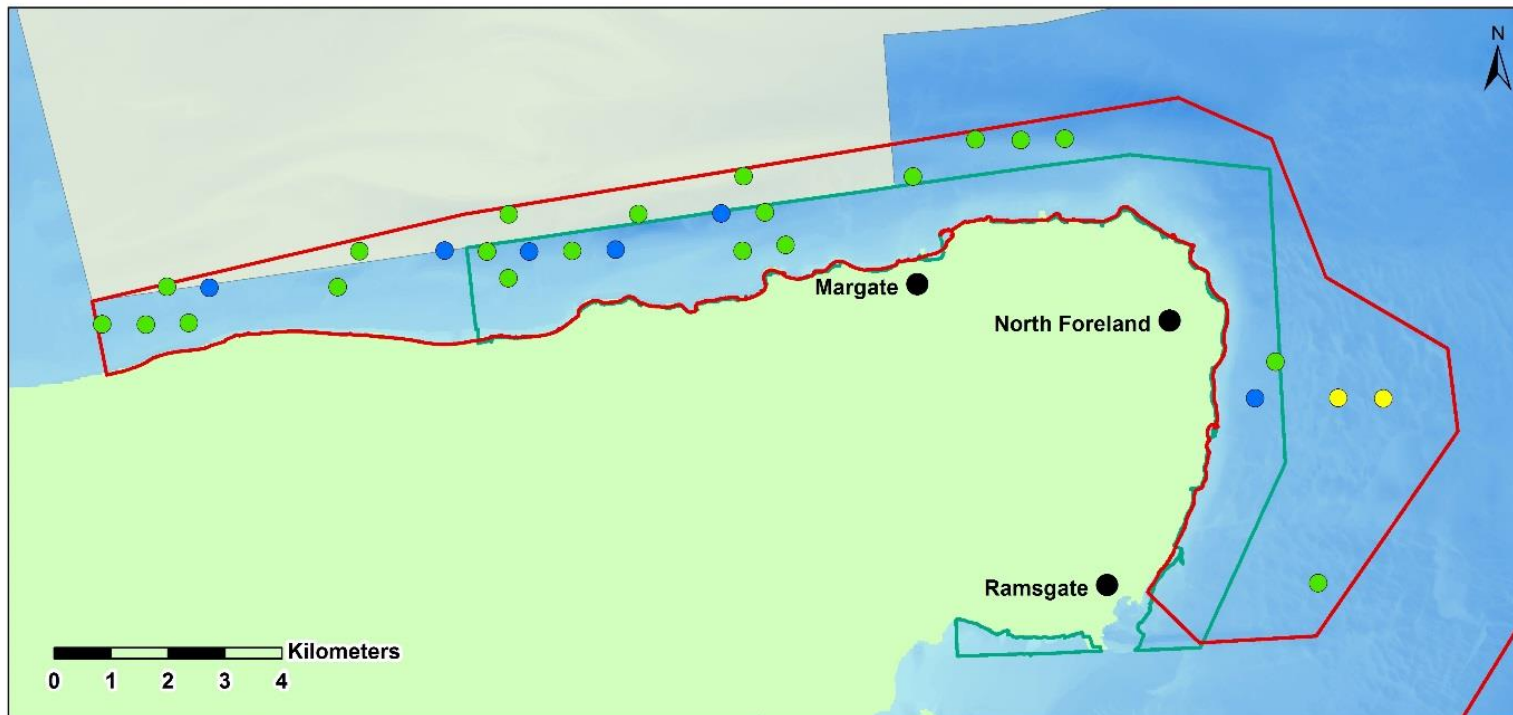 N
Margate
North Foreland
Ramsgate
Kilometers
0 1 2 3 4